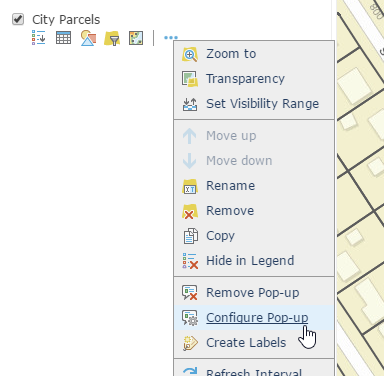 City Parcels
Zoom to
Transparency
Set Visibility Range
Move up
Move down
Rename
Remove
Copy
Hide in Legend
Remove Pop-up
Configure Pop-up
Create Labels
Refresh Interval